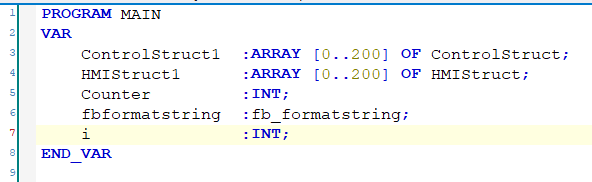 1 PROGRAM MAIN
2 VAR
3 ControlStruct1 :ARRAY [0..200] OF ControlStruct;
4 HMIStruct1 :ARRAY [0..200] OF HMIStruct;
5 Counter :INT;
6 fbformatstring :fb_formatstring;
7 i :INT;
8 END_VAR
9